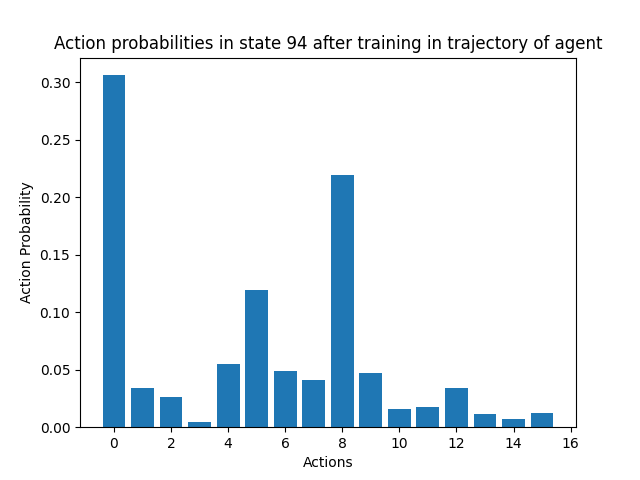 Action probabilities in state 94 after training in trajectory of agent
0.30
0.25
0.20
0.15
0.10
0.05
0.00
Action Probability
0 2 4 6 8 10 12 14 16
Actions